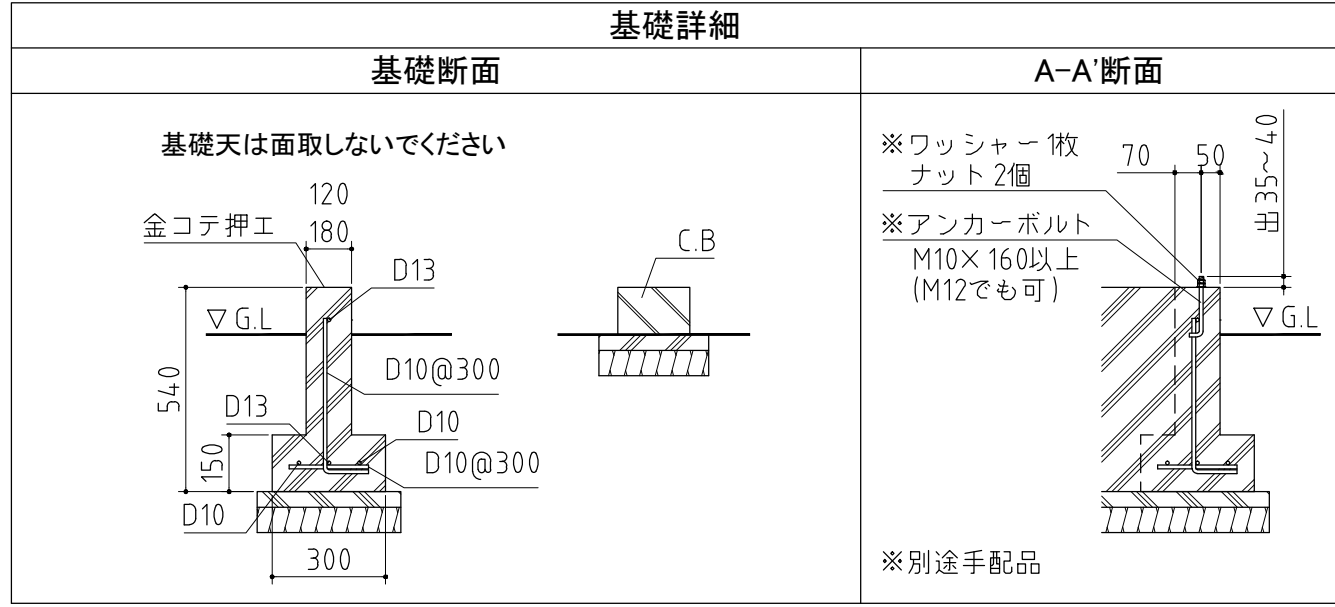 基礎詳細
基礎断面
A-A'断面
基礎天は面取しないでください
120
180
金コテ押エ
D13
▽ G.L
D10@300
540
D13
D10
150
D10@300
D10
300
C.B
※ワッシャー 1枚
ナット 2個
70
50
出 35～40
※アンカーボルト
M10×160以上
(M12でも可)
▽ G.L
※別途手配品